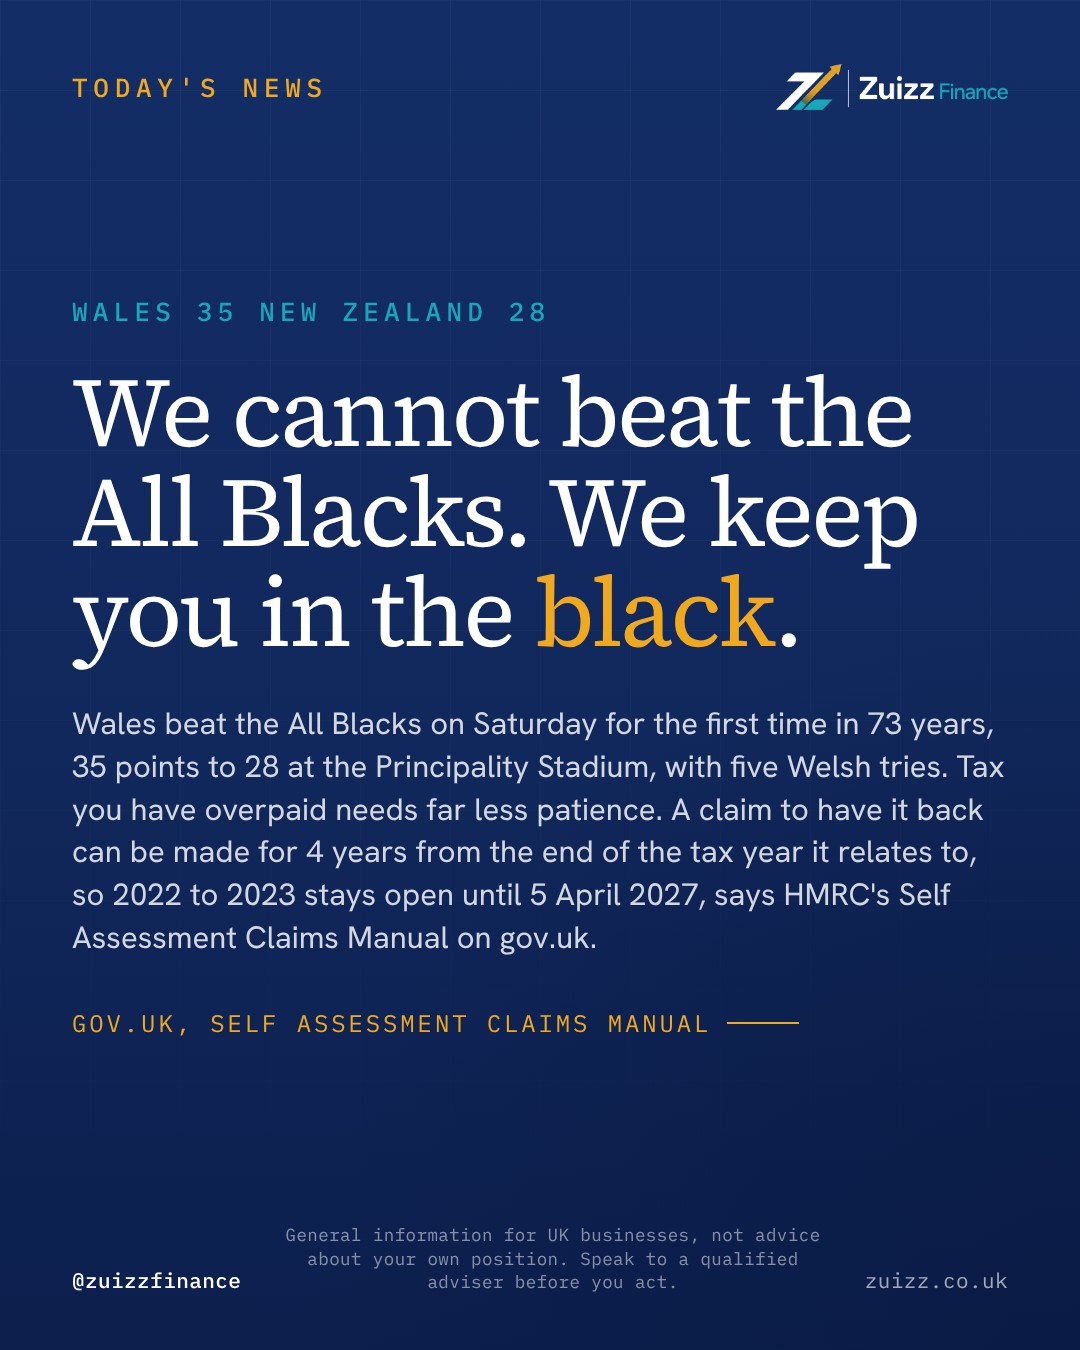 TODAY'S NEWS
Zuizz Finance
WALES 35 NEW ZEALAND 28
We cannot beat the
All Blacks. We keep
you in the black.
Wales beat the All Blacks on Saturday for the first time in 73 years,
35 points to 28 at the Principality Stadium, with five Welsh tries. Tax
you have overpaid needs far less patience. A claim to have it back
can be made for 4 years from the end of the tax year it relates to,
so 2022 to 2023 stays open until 5 April 2027, says HMRC's Self
Assessment Claims Manual on gov.uk.
GOV.UK, SELF ASSESSMENT CLAIMS MANUAL
General information for UK businesses, not advice
about your own position. Speak to a qualified
adviser before you act.
@zuizzfinance
zuizz.co.uk